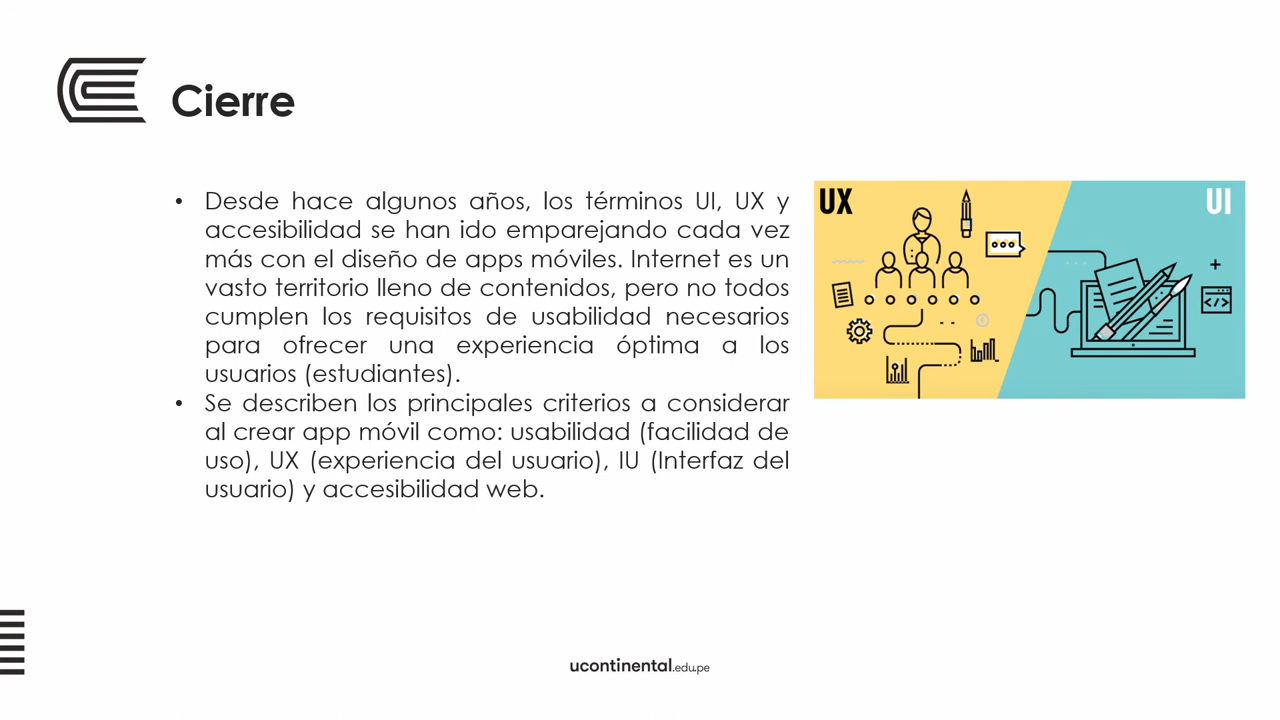 Cierre
• Desde hace algunos años, los términos UI, UX y
accesibilidad se han ido emparejando cada vez
más con el diseño de apps móviles. Internet es un
vasto territorio lleno de contenidos, pero no todos
cumplen los requisitos de usabilidad necesarios
para ofrecer una experiencia óptima a los
usuarios (estudiantes).
• Se describen los principales criterios a considerar
al crear app móvil como: usabilidad (facilidad de
uso), UX (experiencia del usuario), IU (Interfaz del
usuario) y accesibilidad web.
UX
UI
ucontinental.edu.pe